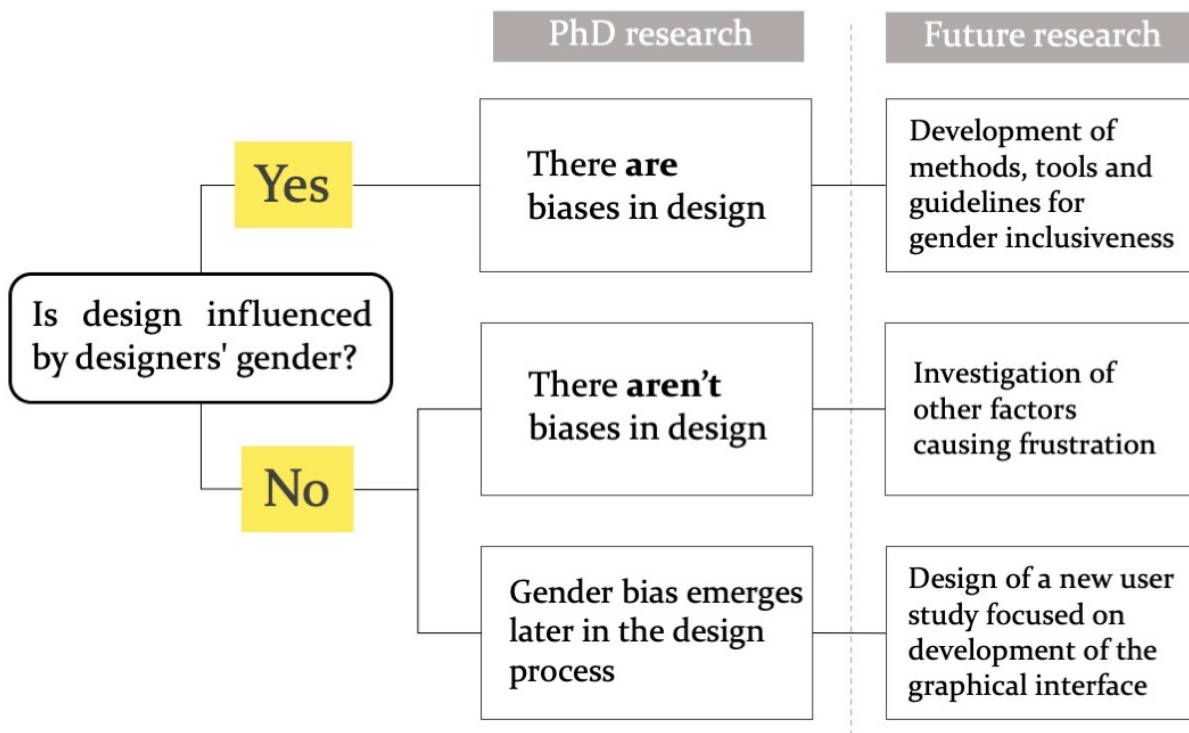 PhD research
Future research
Yes
There are
biases in design
Development of
methods, tools and
guidelines for
gender inclusiveness
Is design influenced
by designers' gender?
There aren’t
biases in design
Investigation of
other factors
causing frustration
No
Gender bias emerges
later in the design
process
Design of a new user
study focused on
development of the
graphical interface